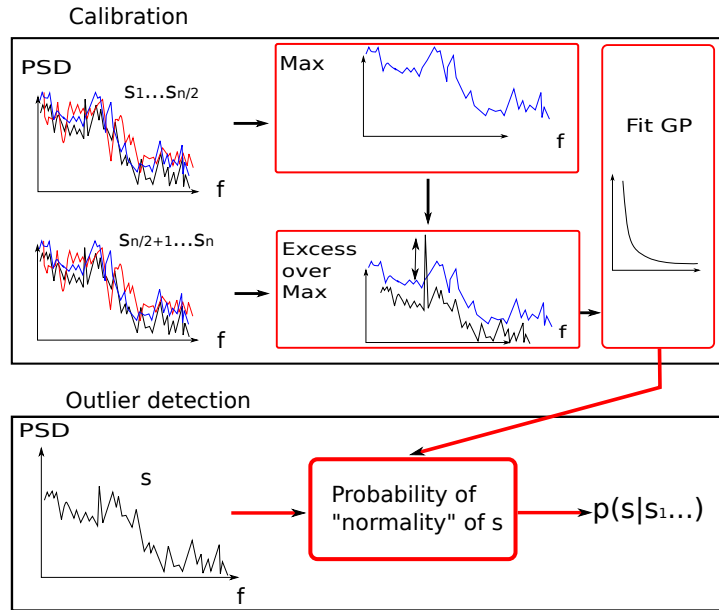 Calibration
PSD
s₁...sₙ/₂
f
Max
f
Fit GP
sₙ/₂₊₁...sₙ
f
Excess
over
Max
f
Outlier detection
PSD
s
f
Probability of
"normality" of s
p(s|s₁...)